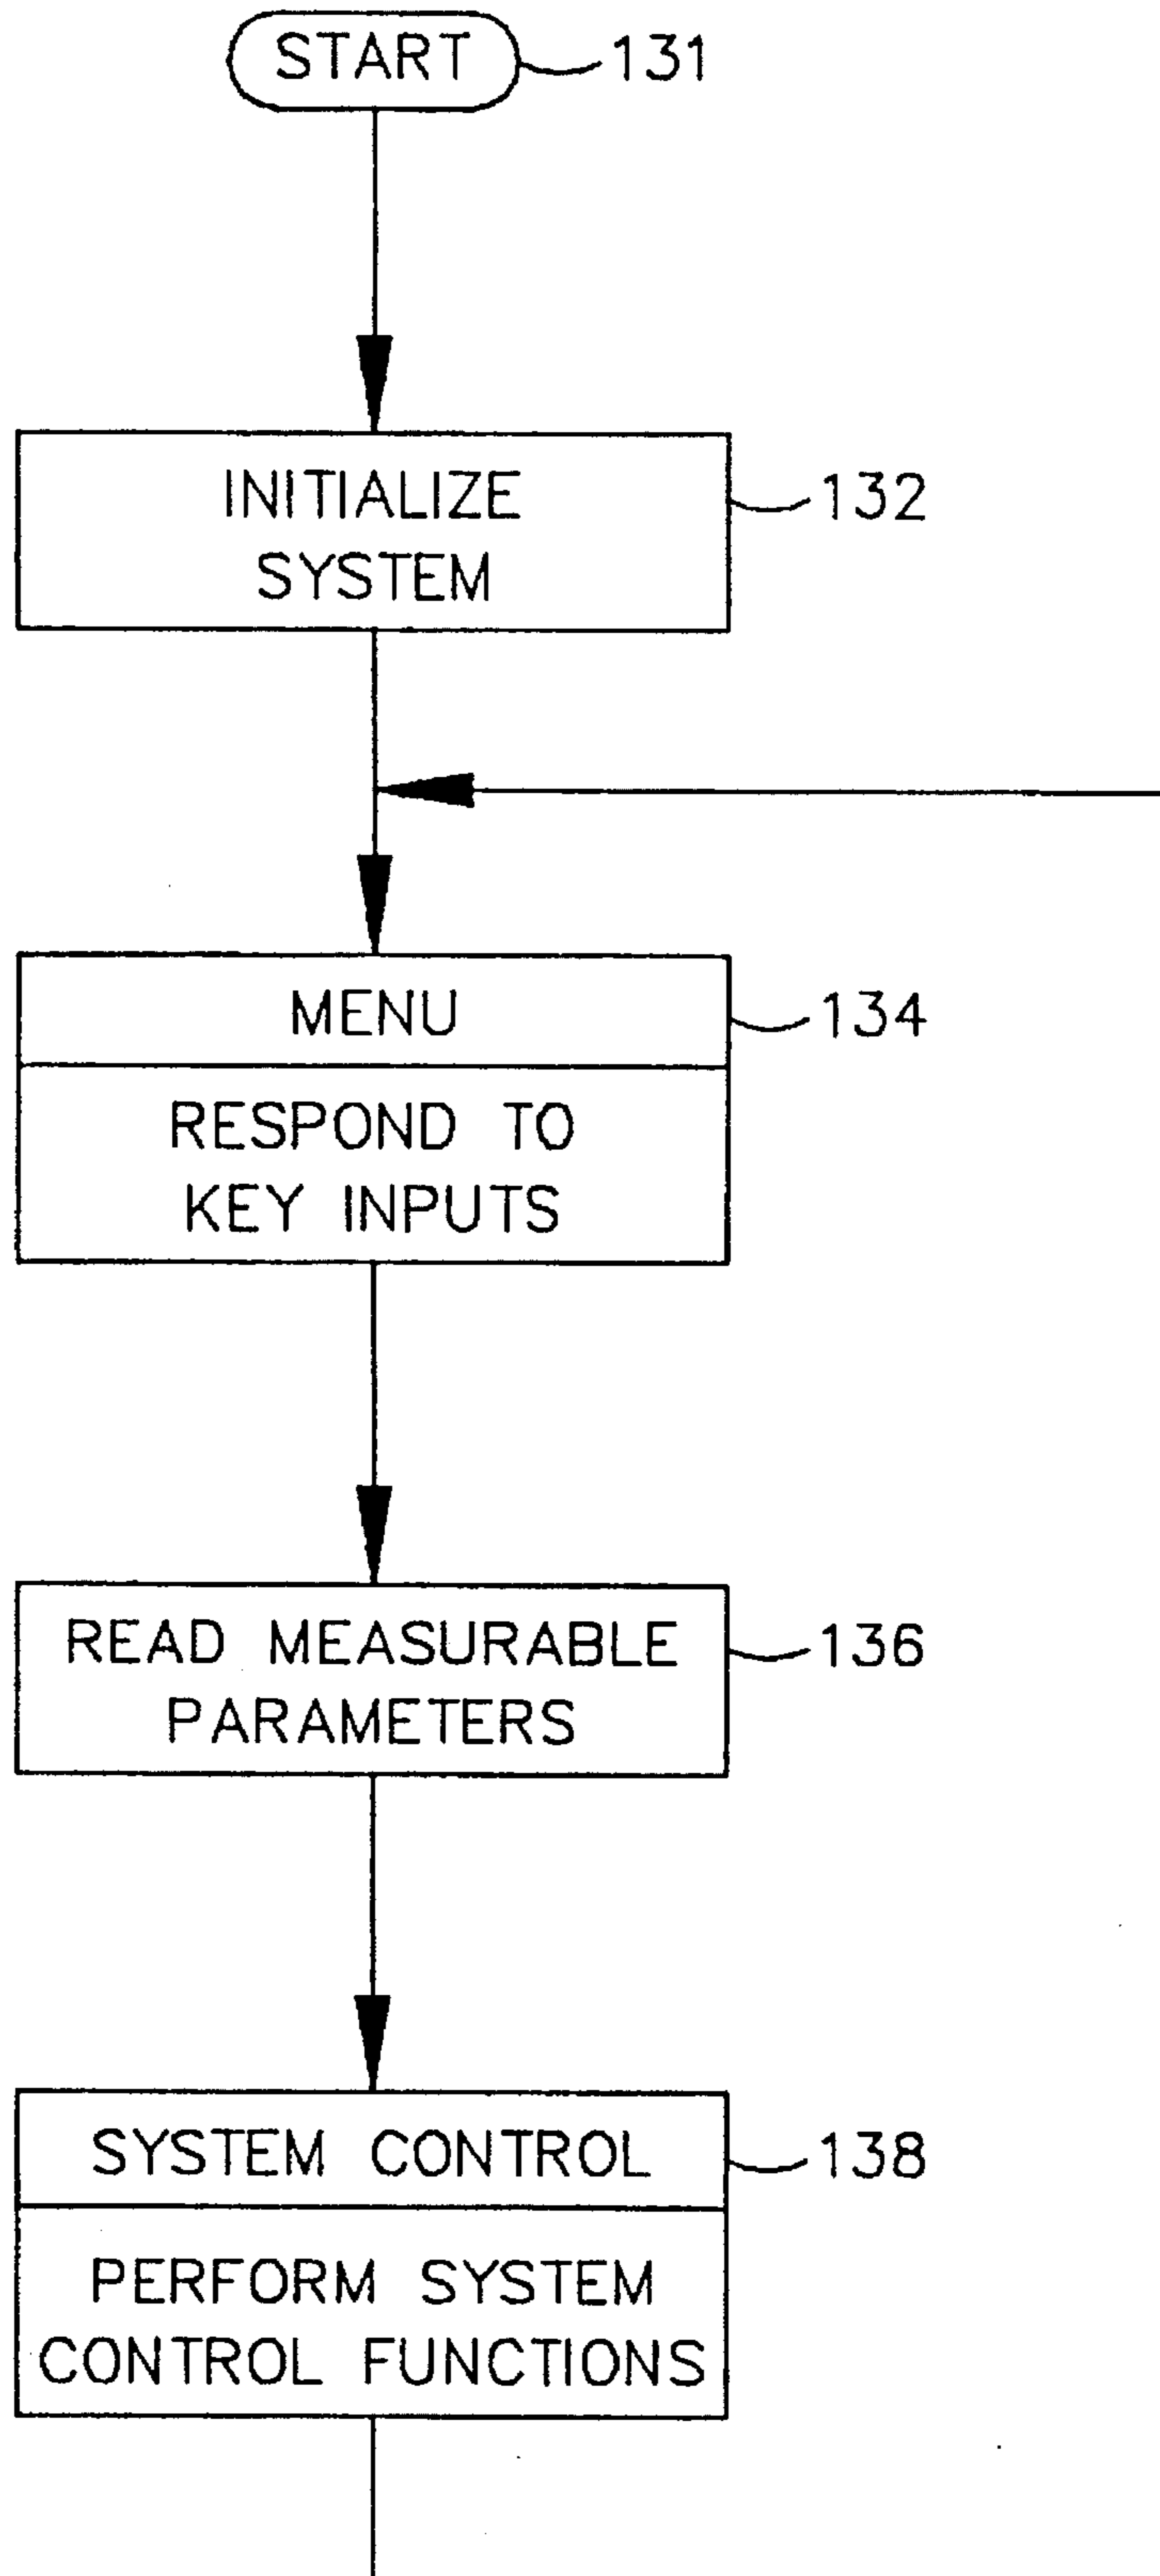 START 131
INITIALIZE
SYSTEM
132
MENU 134
RESPOND TO
KEY INPUTS
READ MEASURABLE
PARAMETERS
136
SYSTEM CONTROL 138
PERFORM SYSTEM
CONTROL FUNCTIONS